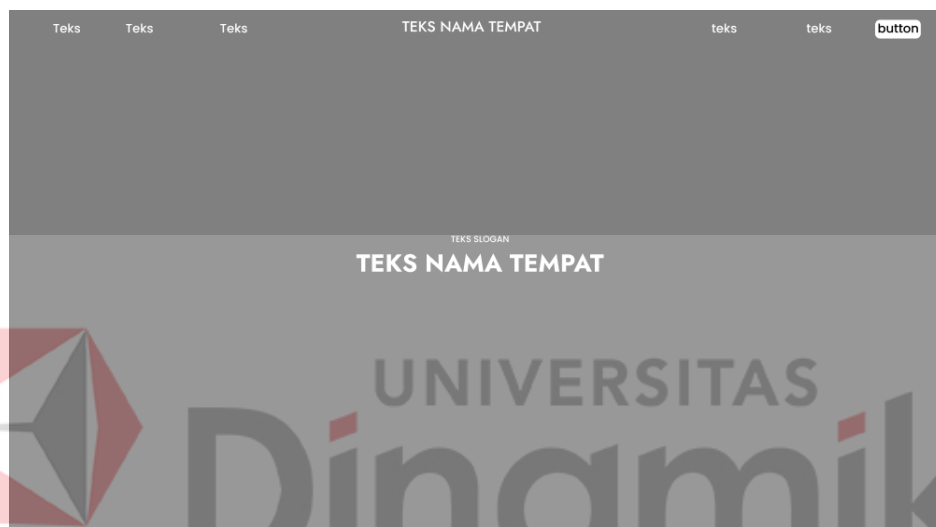 Teks Teks Teks TEKS NAMA TEMPAT teks teks button
TEKS SLOGAN
TEKS NAMA TEMPAT
UNIVERSITAS
Dinamik